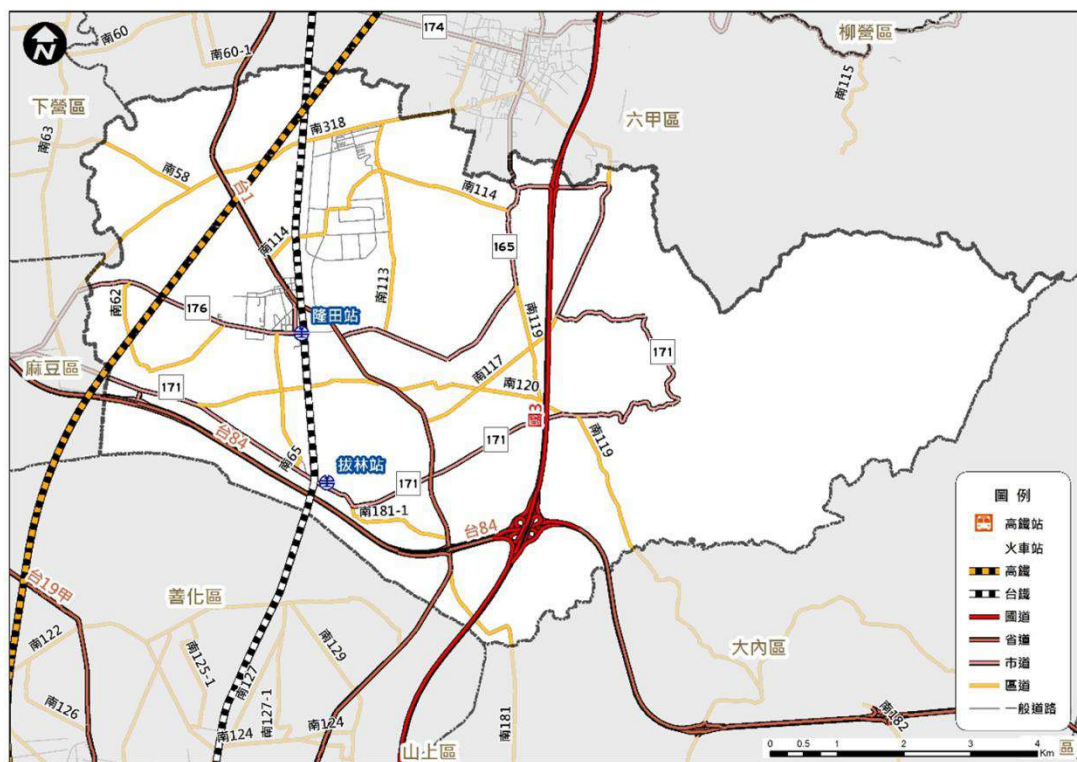 N
南60
174
南60-1
柳營區
南115
下營區
南63
六甲區
南318
南58
台1
南114
南114
165
南113
南62
176
隆田站
南119
麻豆區
171
南117
171
南120
國3
台84
南119
南65
拔林站
171
171
南181-1
台84
台19甲
善化區
南122
南129
大內區
南125-1
南127
南126
南127-1
南124
南124
南181
南182
山上區
圖例
高鐵站
火車站
高鐵
台鐵
國道
省道
市道
區道
一般道路
0 0.5 1 2 3 4
Km
區